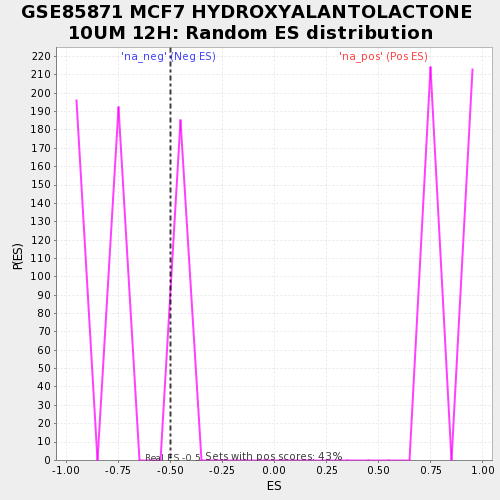 GSE85871 MCF7 HYDROXYALANTOLACTONE
10UM 12H: Random ES distribution
'na_neg' (Neg ES)
'na_pos' (Pos ES)
220
210
200
190
180
170
160
150
140
130
120
110
100
90
80
70
60
50
40
30
20
10
0
P(ES)
Real ES -0.5
Sets with pos scores: 43%
-1.00 -0.75 -0.50 -0.25 0.00 0.25 0.50 0.75 1.00
ES